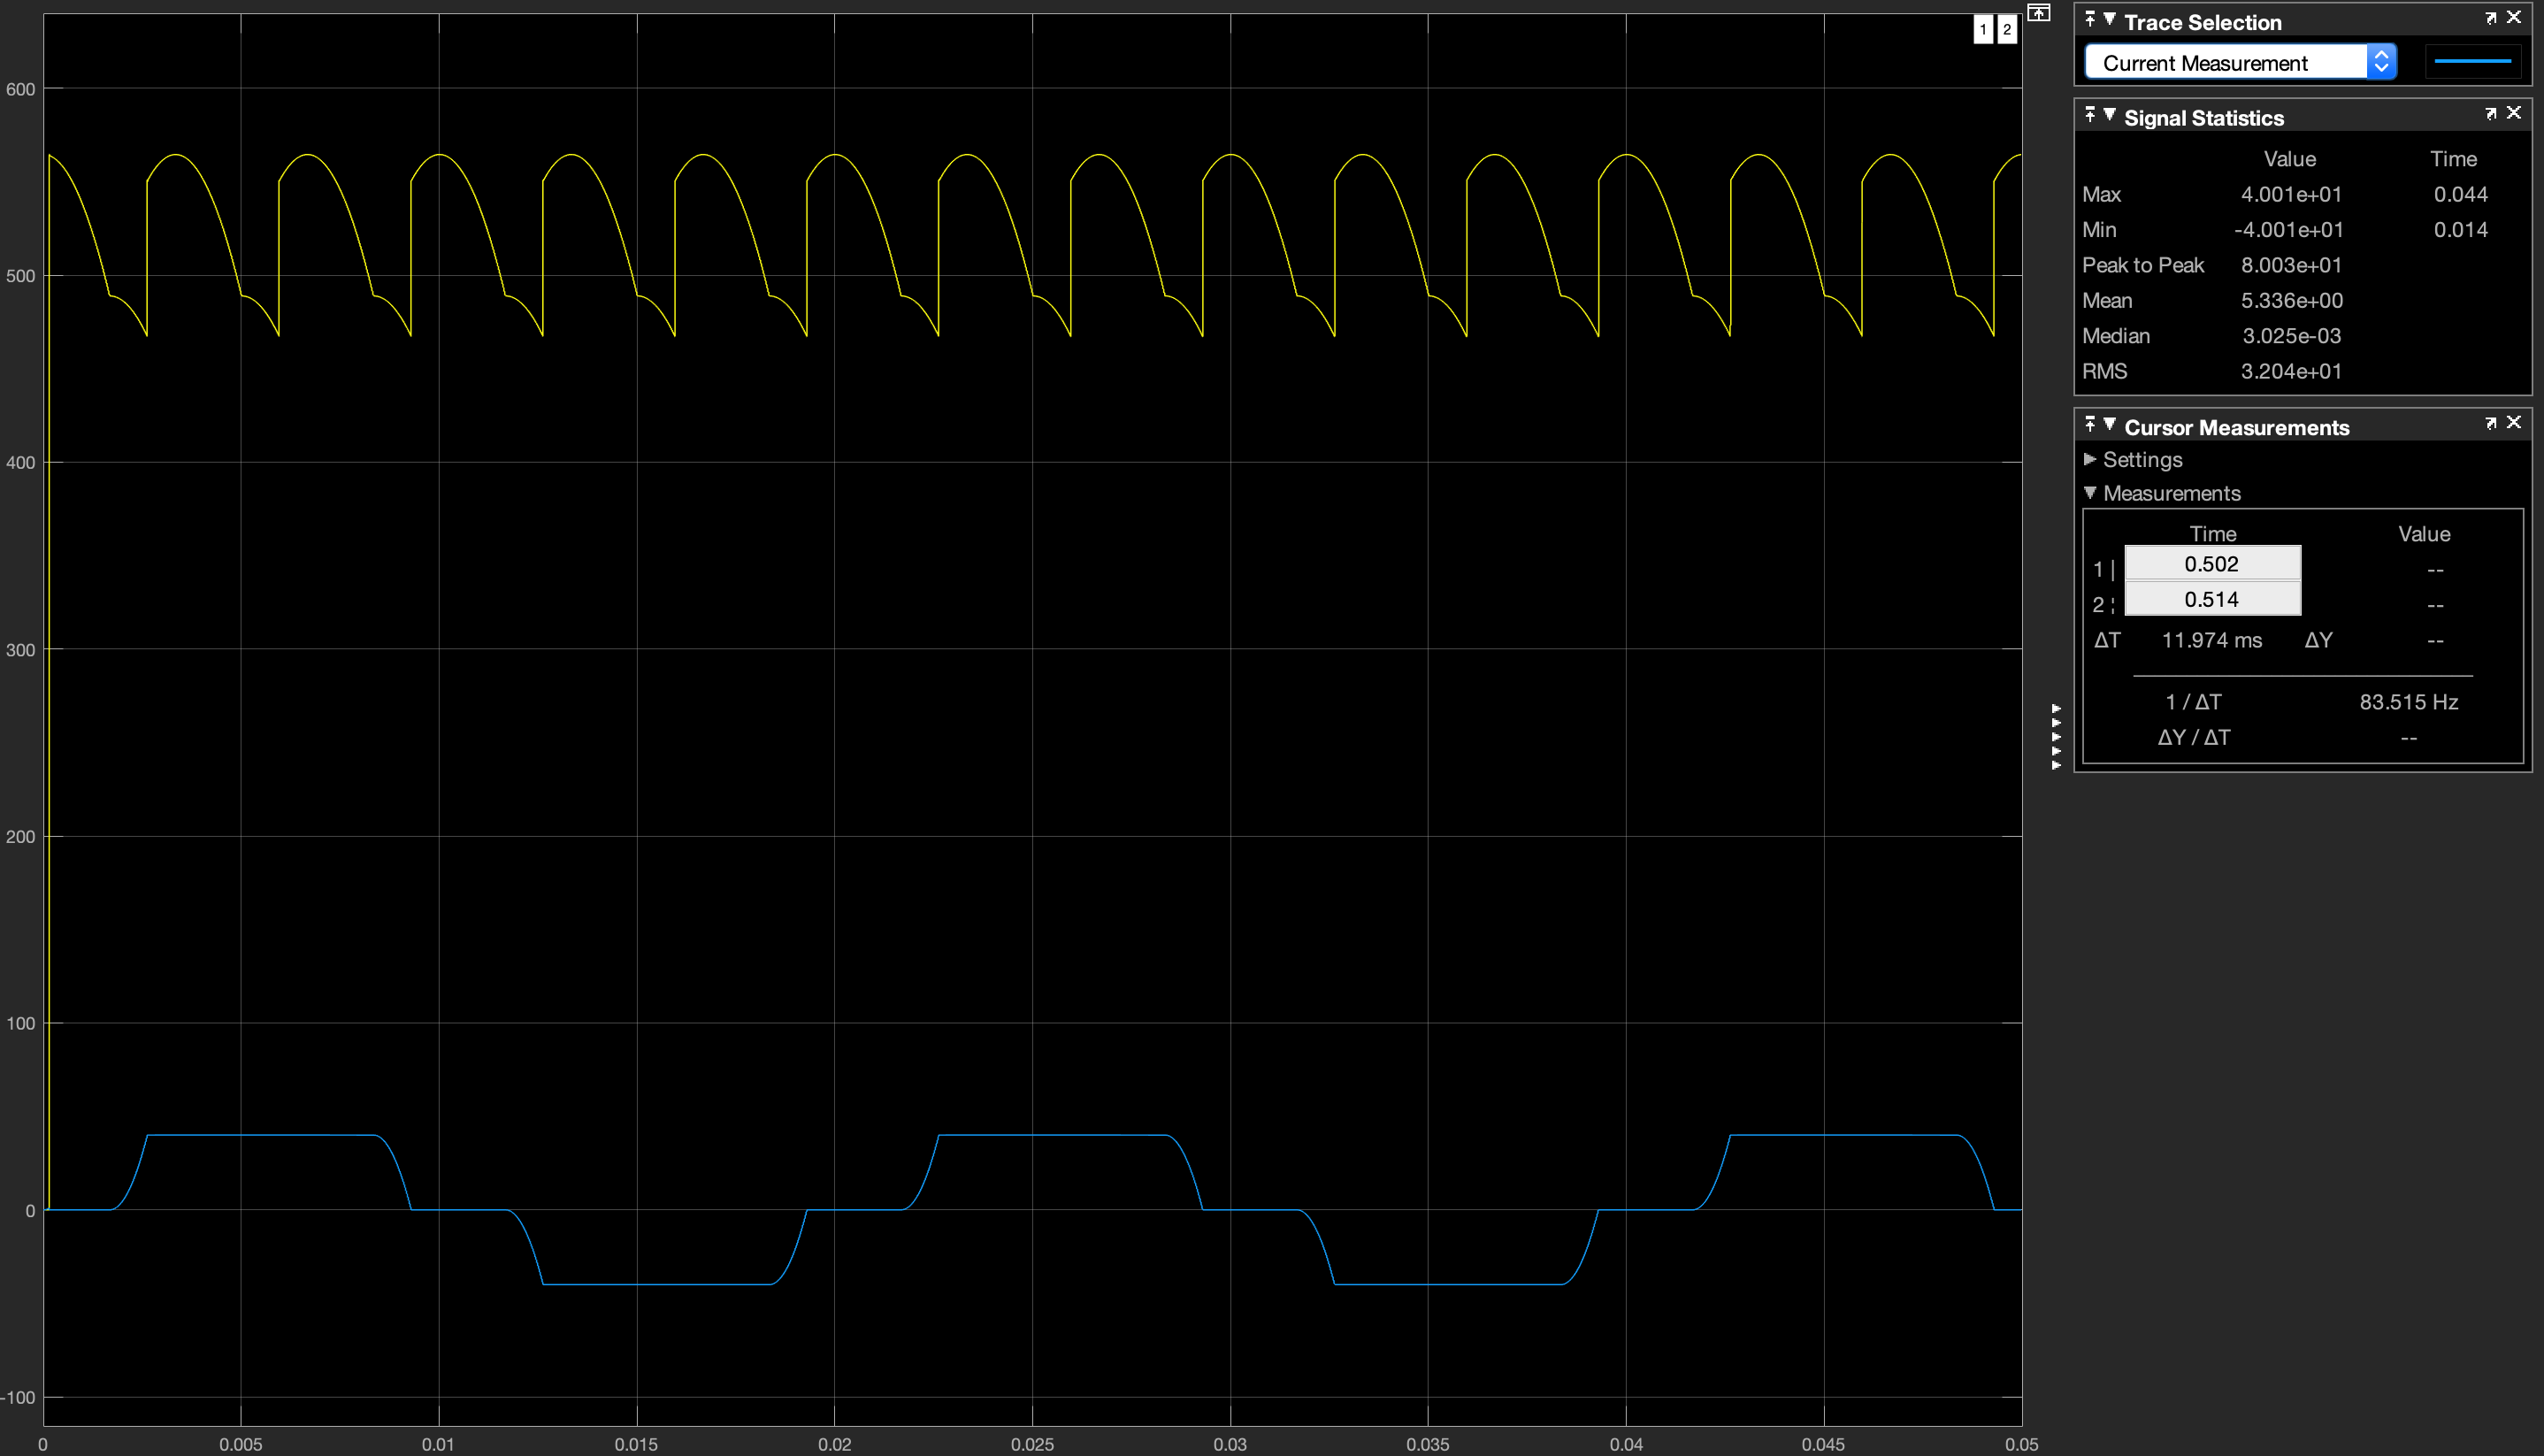 1 2
600
500
400
300
200
100
0
-100
0 0.005 0.01 0.015 0.02 0.025 0.03 0.035 0.04 0.045 0.05
Trace Selection
Current Measurement
Signal Statistics
Value Time
Max 4.001e+01 0.044
Min -4.001e+01 0.014
Peak to Peak 8.003e+01
Mean 5.336e+00
Median 3.025e-03
RMS 3.204e+01
Cursor Measurements
Settings
Measurements
Time Value
1 | 0.502 --
2 ¦ 0.514 --
ΔT 11.974 ms ΔY --
1 / ΔT 83.515 Hz
ΔY / ΔT --